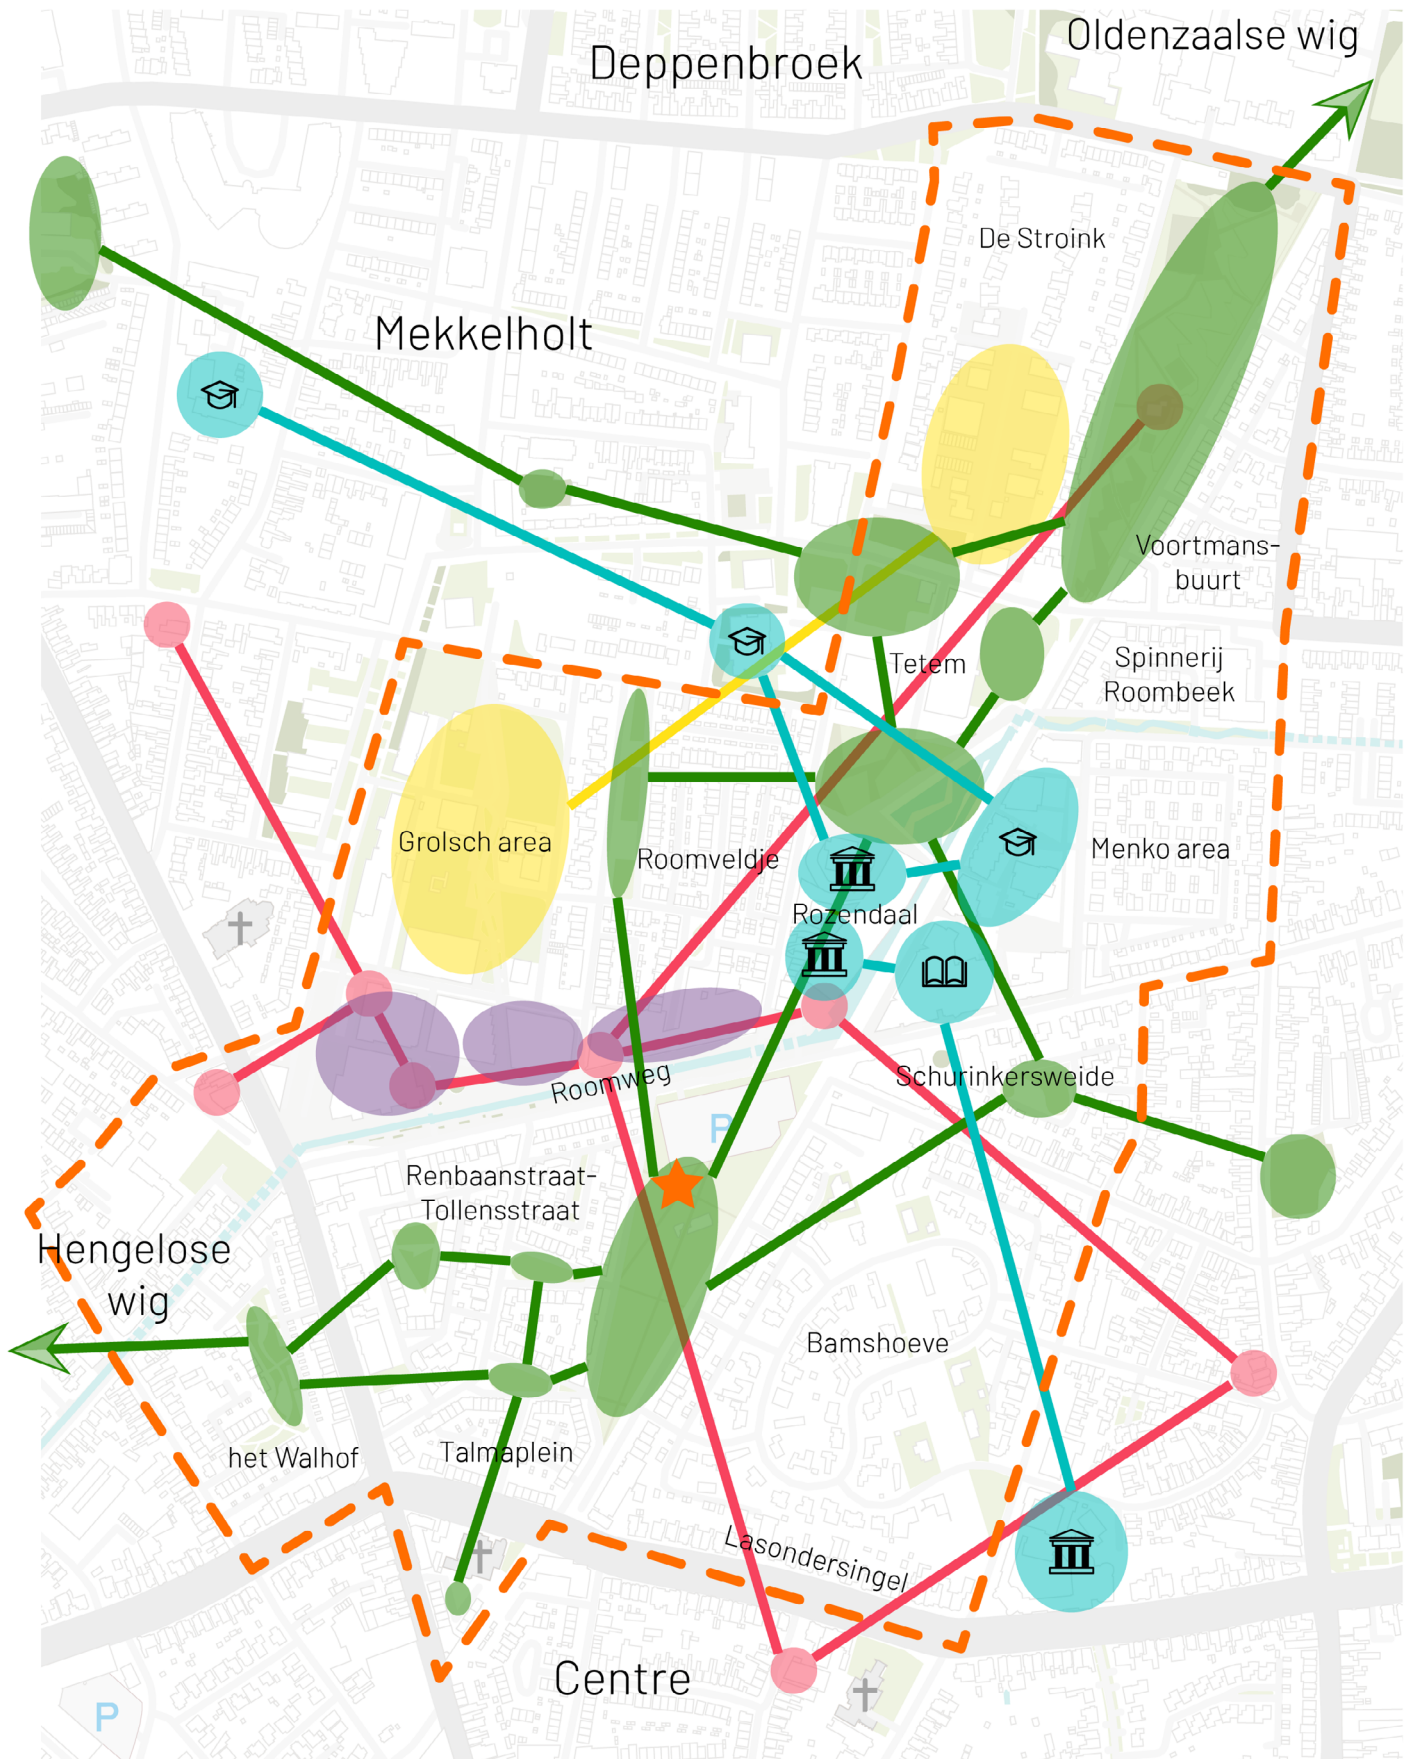 Oldenzaalse wig
Deppenbroek
De Stroink
Mekkelholt
Voortmans-
buurt
Tetem
Spinnerij
Roombeek
Grolsch area
Roomveldje
Menko area
Rozendaal
Roomweg
Schurinkersweide
P
Renbaanstraat-
Tollensstraat
Hengelose
wig
Bamshoeve
het Walhof
Talmaplein
Lasondersingel
Centre
P